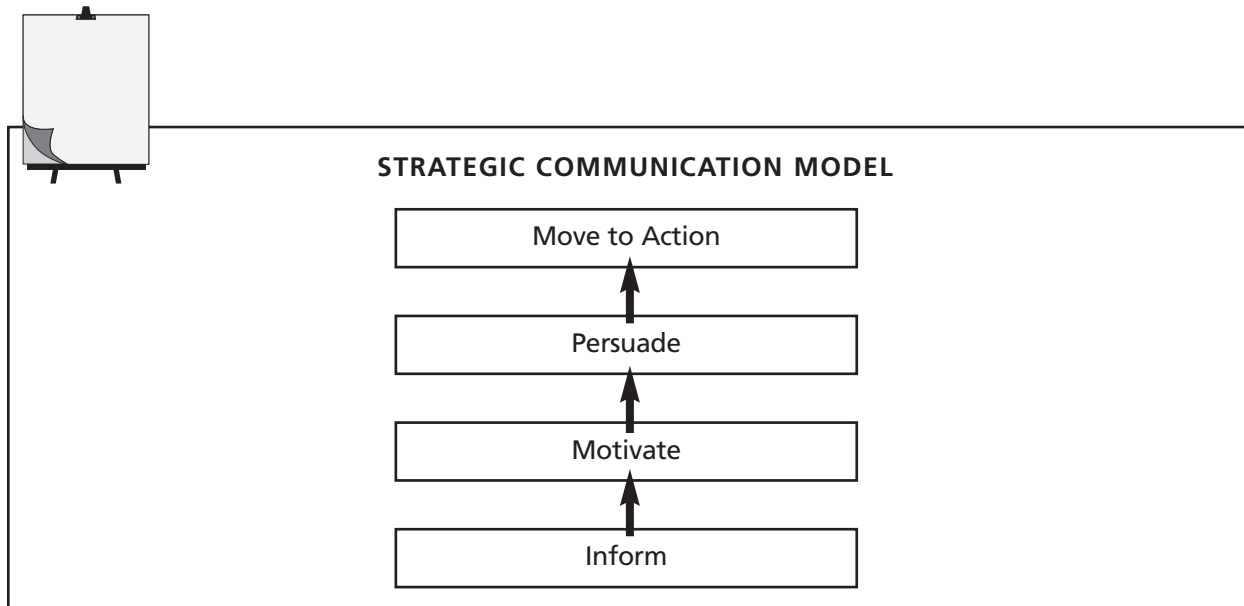 STRATEGIC COMMUNICATION MODEL
Move to Action
Persuade
Motivate
Inform